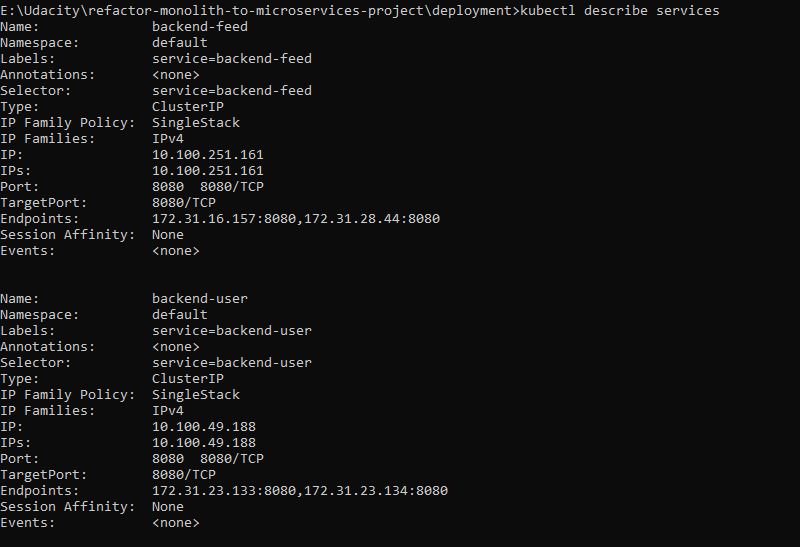 E:\Udacity\refactor-monolith-to-microservices-project\deployment>kubectl describe services
Name:              backend-feed
Namespace:         default
Labels:            service=backend-feed
Annotations:       <none>
Selector:          service=backend-feed
Type:              ClusterIP
IP Family Policy:  SingleStack
IP Families:       IPv4
IP:                10.100.251.161
IPs:               10.100.251.161
Port:              8080  8080/TCP
TargetPort:        8080/TCP
Endpoints:         172.31.16.157:8080,172.31.28.44:8080
Session Affinity:  None
Events:            <none>

Name:              backend-user
Namespace:         default
Labels:            service=backend-user
Annotations:       <none>
Selector:          service=backend-user
Type:              ClusterIP
IP Family Policy:  SingleStack
IP Families:       IPv4
IP:                10.100.49.188
IPs:               10.100.49.188
Port:              8080  8080/TCP
TargetPort:        8080/TCP
Endpoints:         172.31.23.133:8080,172.31.23.134:8080
Session Affinity:  None
Events:            <none>